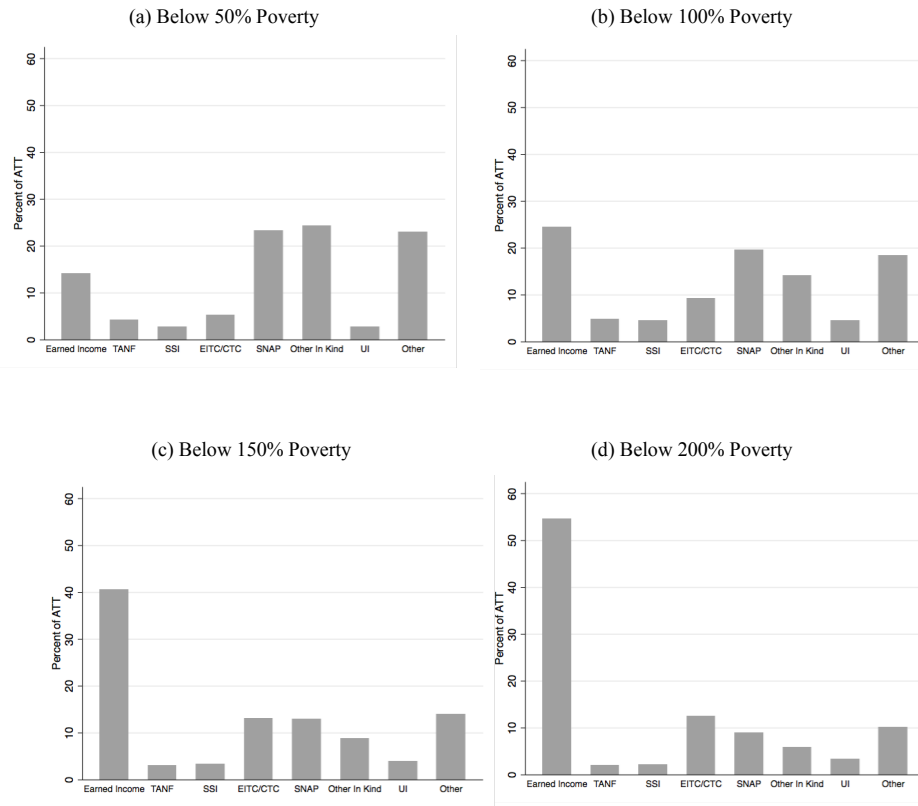 (a) Below 50% Poverty
Percent of ATT
0
10
20
30
40
50
60
Earned Income TANF SSI EITC/CTC SNAP Other In Kind UI Other
(b) Below 100% Poverty
Percent of ATT
0
10
20
30
40
50
60
Earned Income TANF SSI EITC/CTC SNAP Other In Kind UI Other
(c) Below 150% Poverty
Percent of ATT
0
10
20
30
40
50
60
Earned Income TANF SSI EITC/CTC SNAP Other In Kind UI Other
(d) Below 200% Poverty
Percent of ATT
0
10
20
30
40
50
60
Earned Income TANF SSI EITC/CTC SNAP Other In Kind UI Other